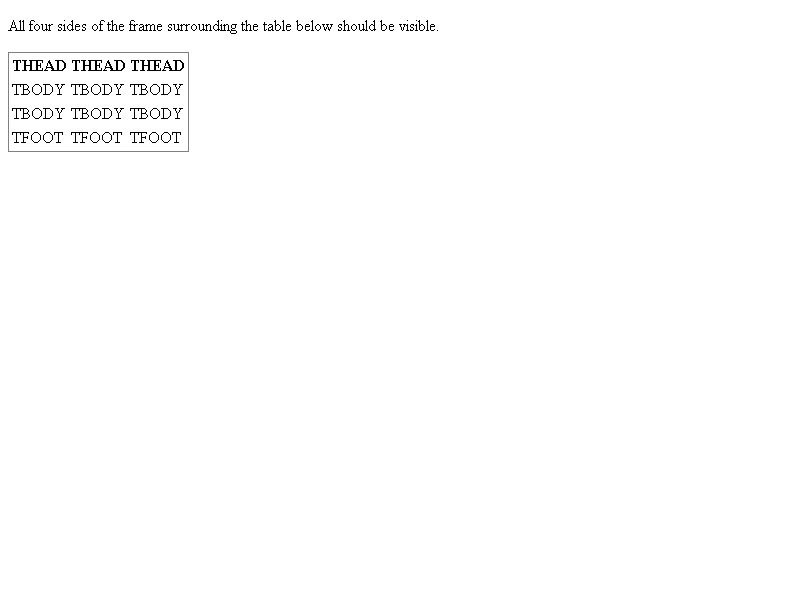 All four sides of the frame surrounding the table below should be visible.
THEAD THEAD THEAD
TBODY TBODY TBODY
TBODY TBODY TBODY
TFOOT TFOOT TFOOT